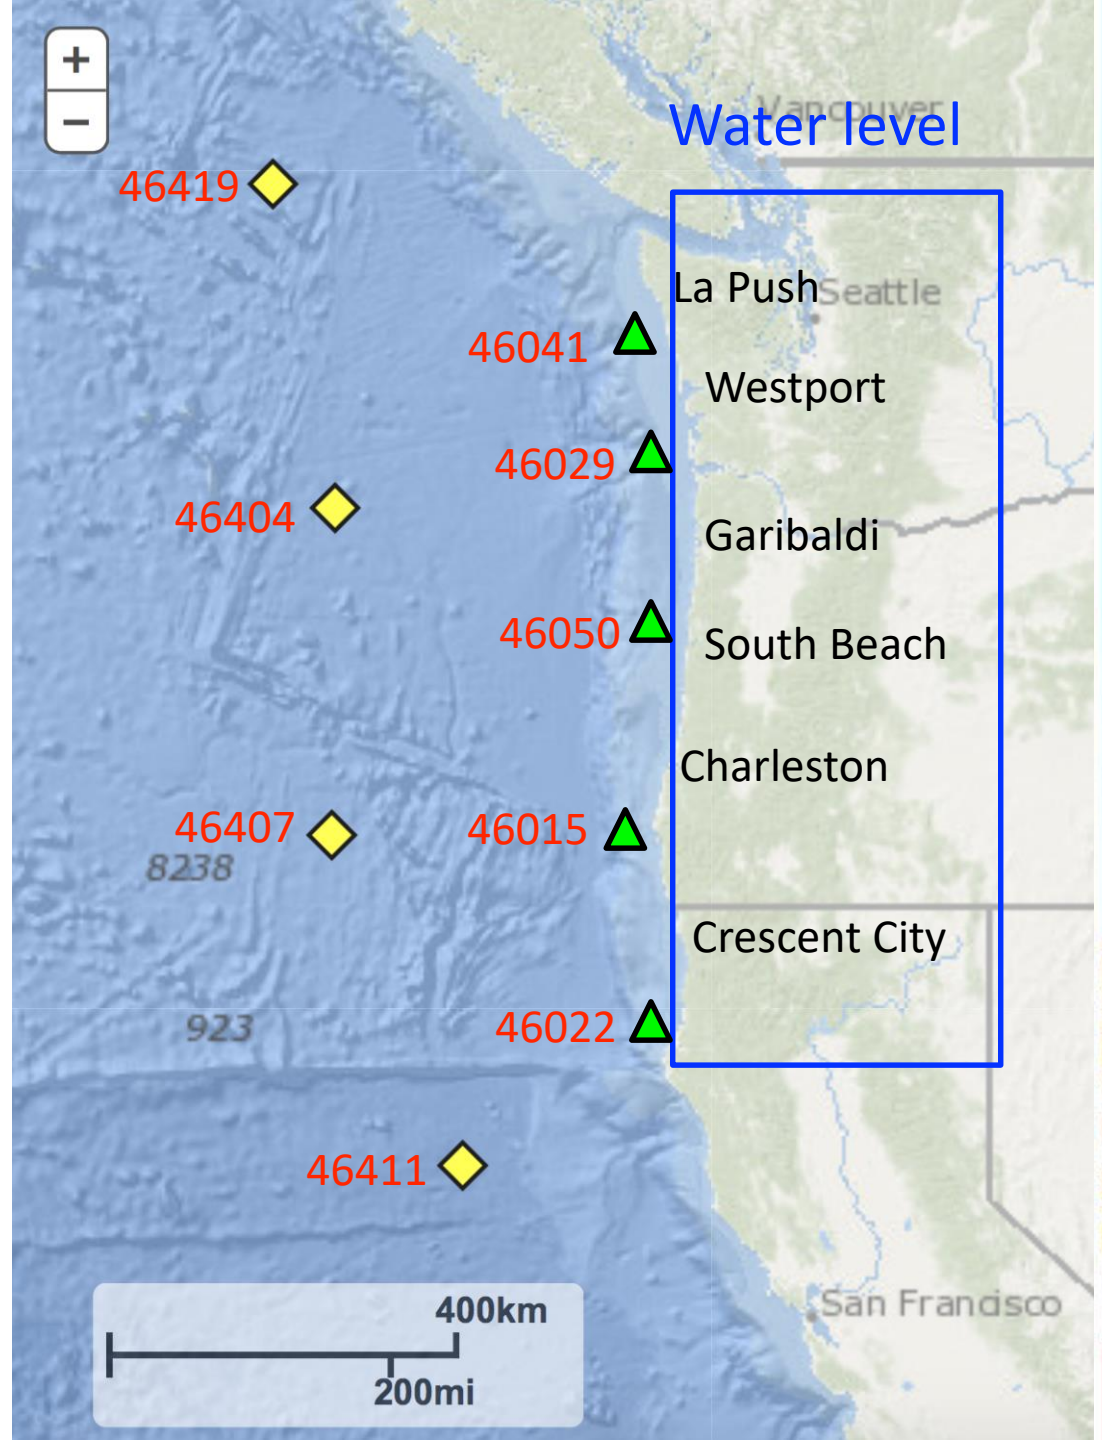 +
−
Vancouver
Water level
46419
La Push
Seattle
46041
Westport
46029
46404
Garibaldi
46050
South Beach
Charleston
46407
46015
8238
Crescent City
923
46022
46411
400km
San Francisco
200mi